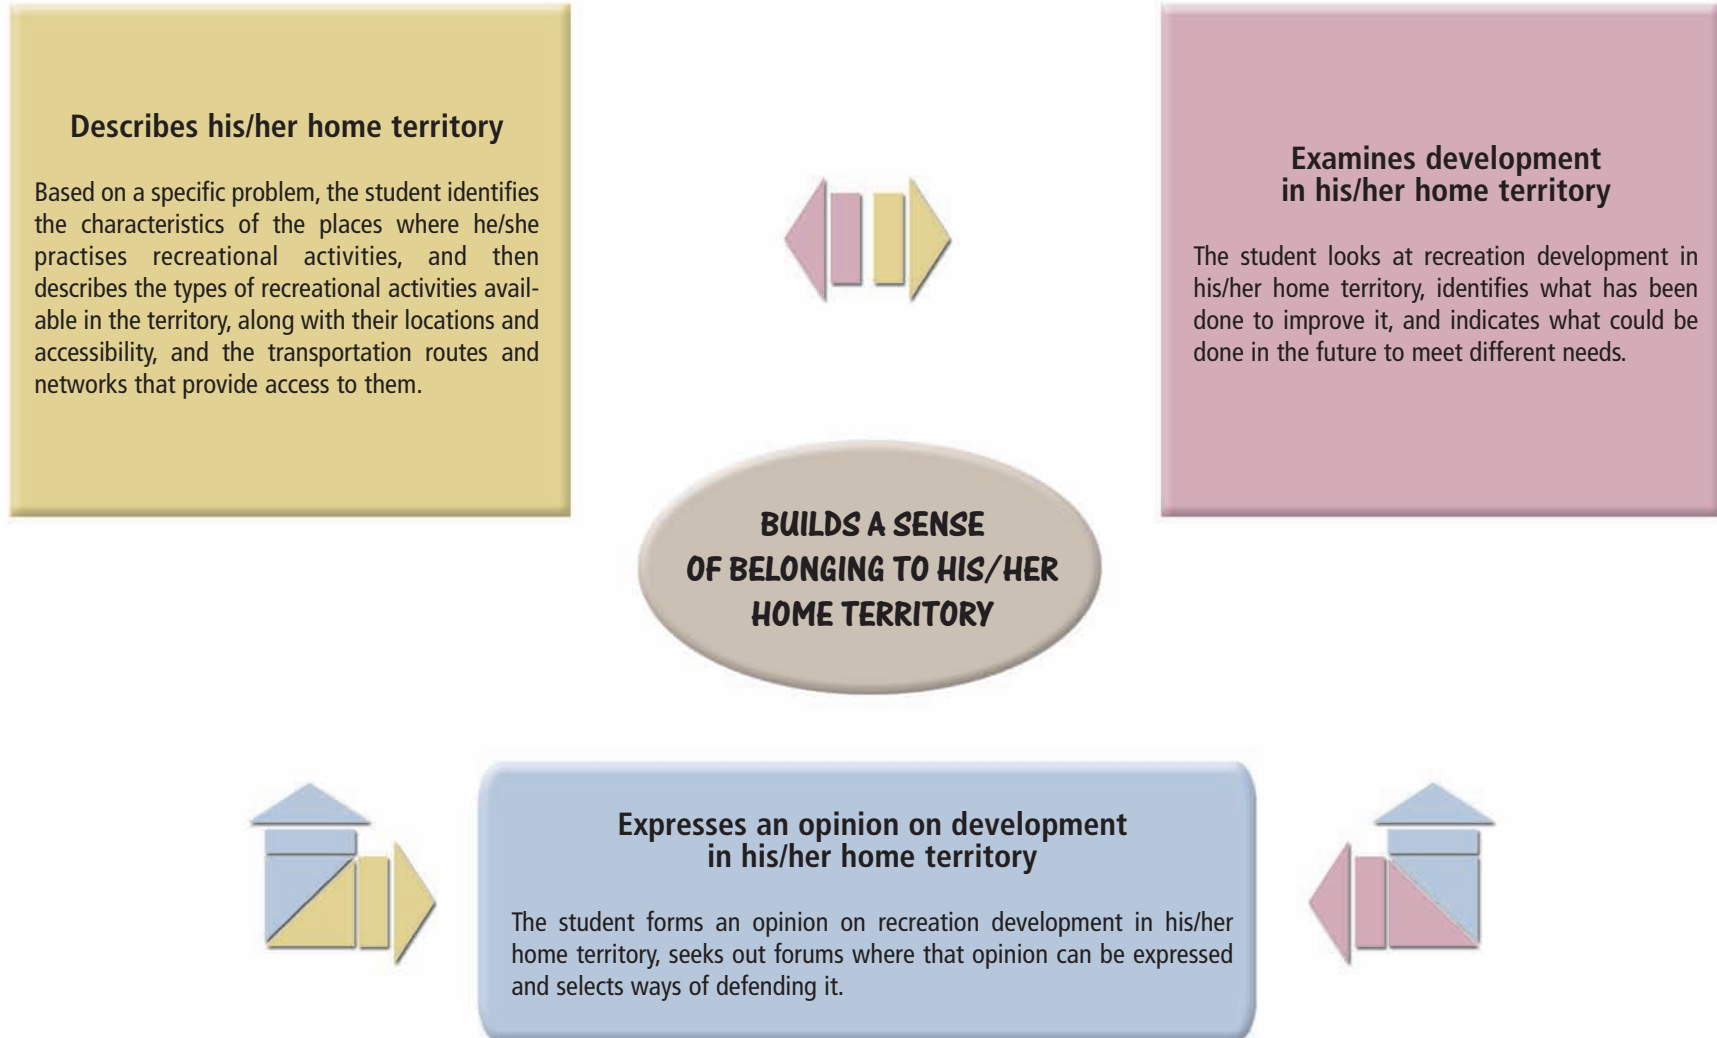 Describes his/her home territory
Based on a specific problem, the student identifies
the characteristics of the places where he/she
practises recreational activities, and then
describes the types of recreational activities avail-
able in the territory, along with their locations and
accessibility, and the transportation routes and
networks that provide access to them.
Examines development
in his/her home territory
The student looks at recreation development in
his/her home territory, identifies what has been
done to improve it, and indicates what could be
done in the future to meet different needs.
BUILDS A SENSE
OF BELONGING TO HIS/HER
HOME TERRITORY
Expresses an opinion on development
in his/her home territory
The student forms an opinion on recreation development in his/her
home territory, seeks out forums where that opinion can be expressed
and selects ways of defending it.